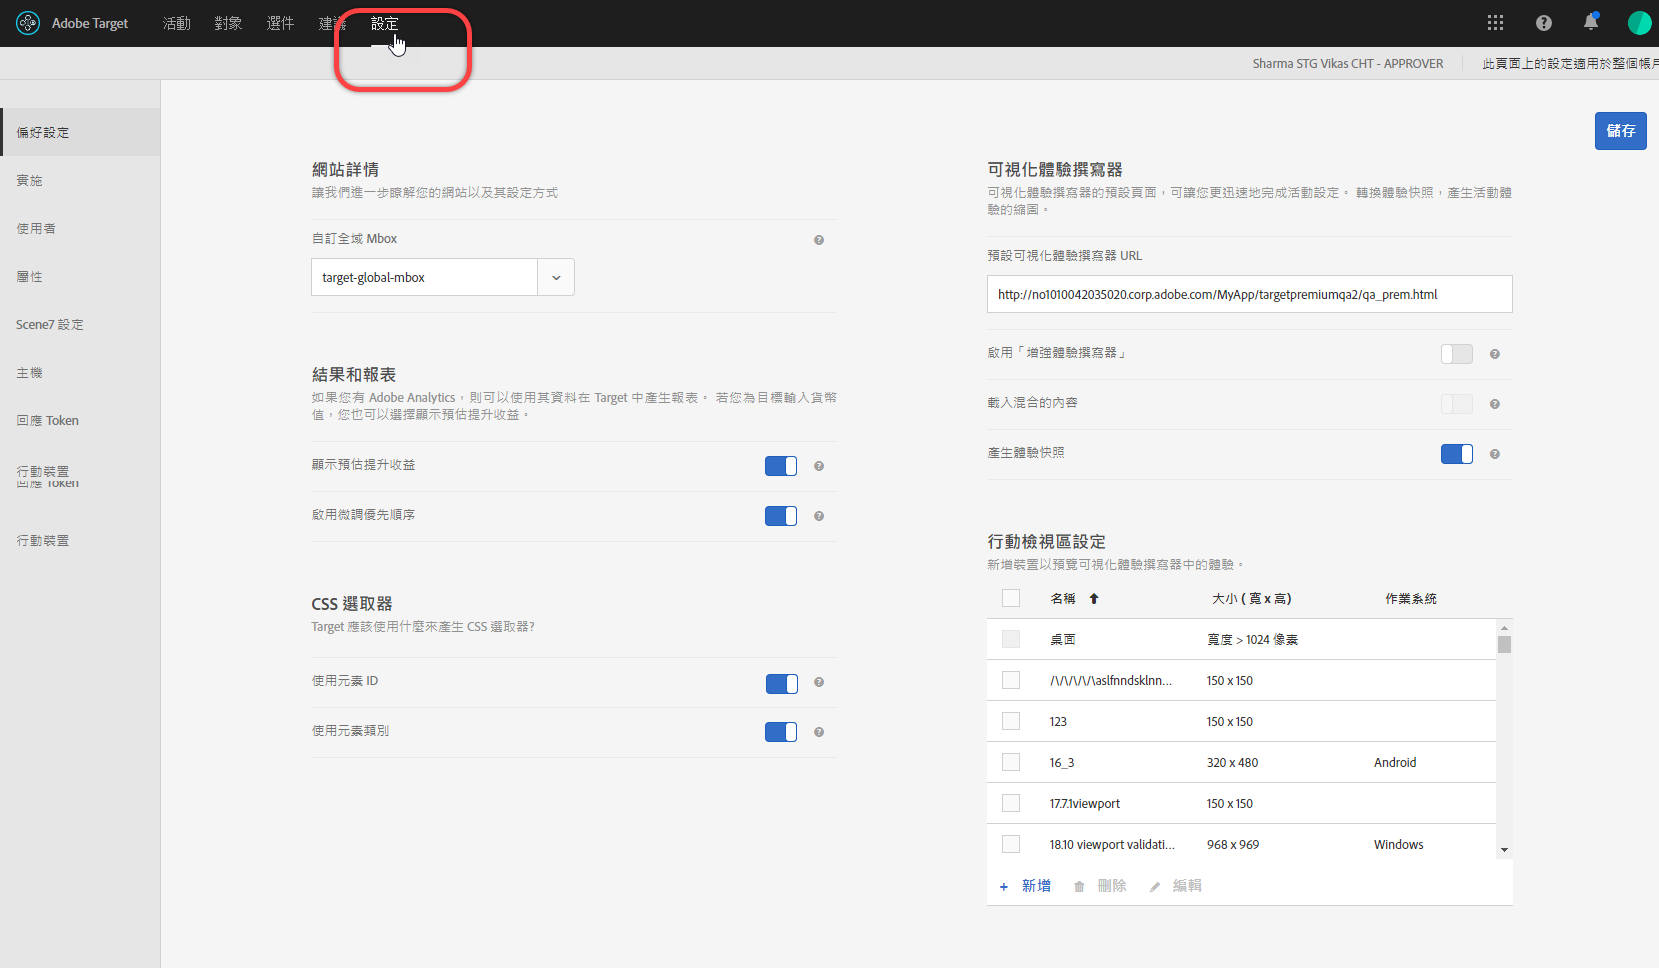 Adobe Target
活動
對象
選件
建議
設定
Sharma STG Vikas CHT - APPROVER
此頁面上的設定適用於整個帳戶
偏好設定
實施
使用者
屬性
Scene7 設定
主機
回應 Token
行動裝置
回應 Token
行動裝置
儲存
網站詳情
讓我們進一步瞭解您的網站以及其設定方式
自訂全域 Mbox
target-global-mbox
結果和報表
如果您有 Adobe Analytics，則可以使用其資料在 Target 中產生報表。 若您為目標輸入貨幣
值，您也可以選擇顯示預估提升收益。
顯示預估提升收益
啟用微調優先順序
CSS 選取器
Target 應該使用什麼來產生 CSS 選取器?
使用元素 ID
使用元素類別
可視化體驗撰寫器
可視化體驗撰寫器的預設頁面，可讓您更迅速地完成活動設定。 轉換體驗快照，產生活動體
驗的縮圖。
預設可視化體驗撰寫器 URL
http://no1010042035020.corp.adobe.com/MyApp/targetpremiumqa2/qa_prem.html
啟用「增強體驗撰寫器」
載入混合的內容
產生體驗快照
行動檢視區設定
新增裝置以預覽可視化體驗撰寫器中的體驗。
名稱 大小 ( 寬 x 高) 作業系統
桌面 寬度 > 1024 像素
/\/\/\/\/\aslfnndsklnn... 150 x 150
123 150 x 150
16_3 320 x 480 Android
17.7.1viewport 150 x 150
18.10 viewport validati... 968 x 969 Windows
+ 新增 刪除 編輯